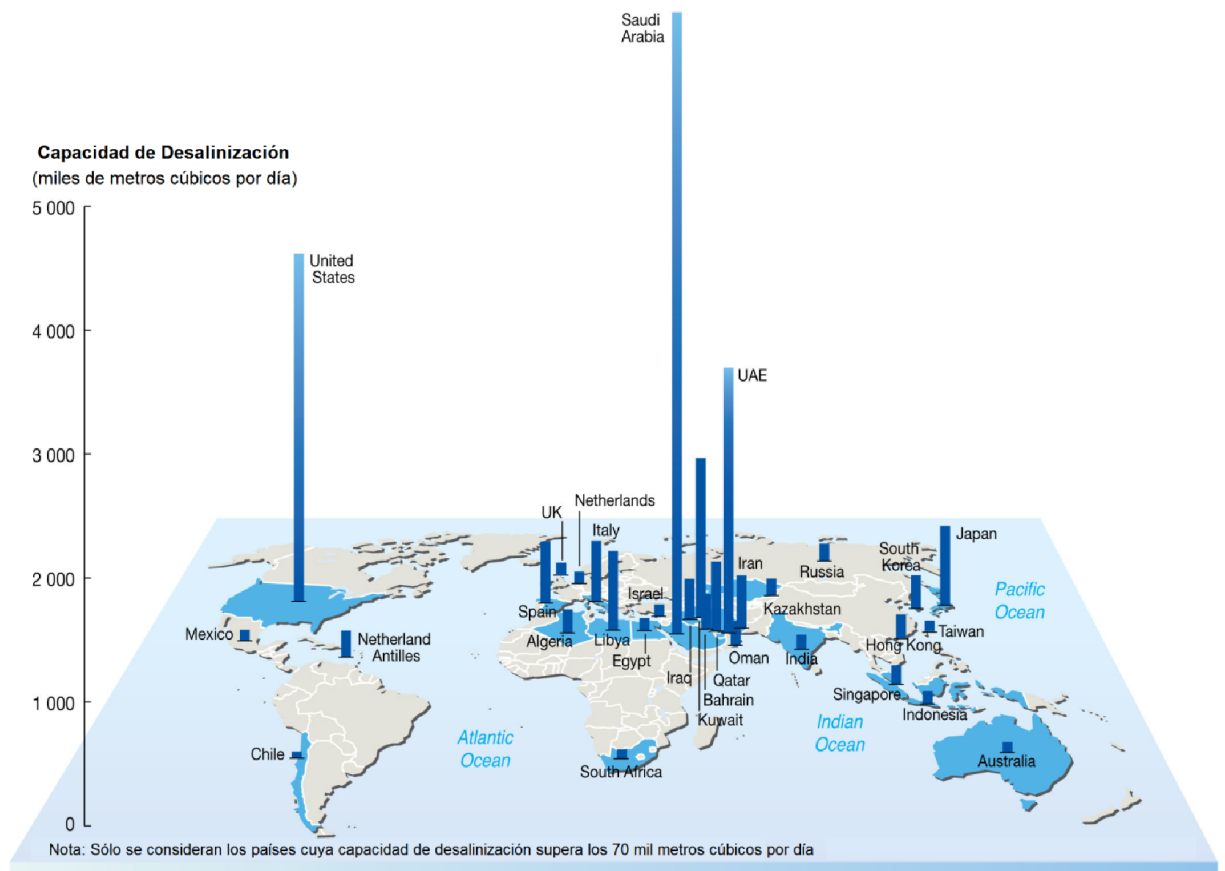 Saudi
Arabia
Capacidad de Desalinización
(miles de metros cúbicos por día)
5 000
United
States
4 000
UAE
3 000
Netherlands
UK
Italy
Japan
Iran
South
Korea
Russia
2 000
Israel
Pacific
Ocean
Spain
Kazakhstan
Mexico
Netherland
Antilles
Algeria
Libya
Taiwan
Hong Kong
Egypt
Oman
India
Iraq
Qatar
Singapore
Bahrain
1 000
Kuwait
Indonesia
Indian
Ocean
Atlantic
Ocean
Chile
Australia
South Africa
0
Nota: Sólo se consideran los países cuya capacidad de desalinización supera los 70 mil metros cúbicos por día